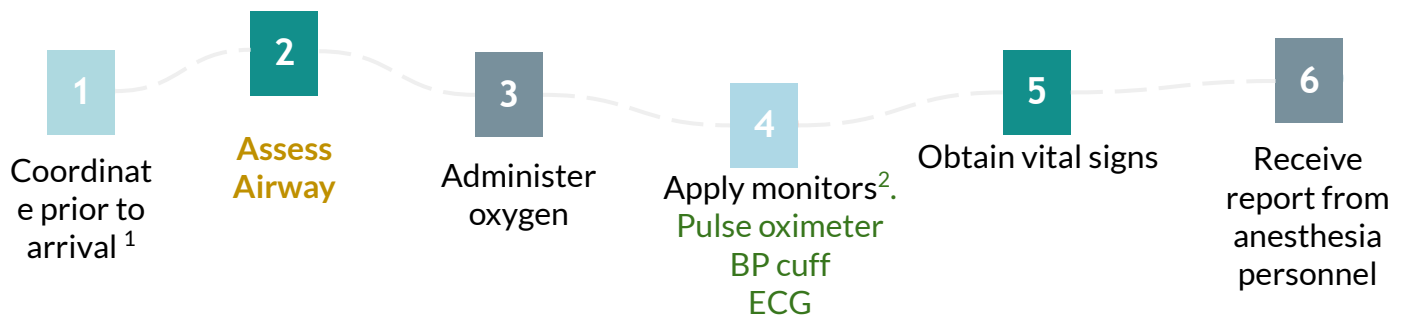 1
Coordinat
e prior to
arrival 1
2
Assess
Airway
3
Administer
oxygen
4
Apply monitors2.
Pulse oximeter
BP cuff
ECG
5
Obtain vital signs
6
Receive
report from
anesthesia
personnel